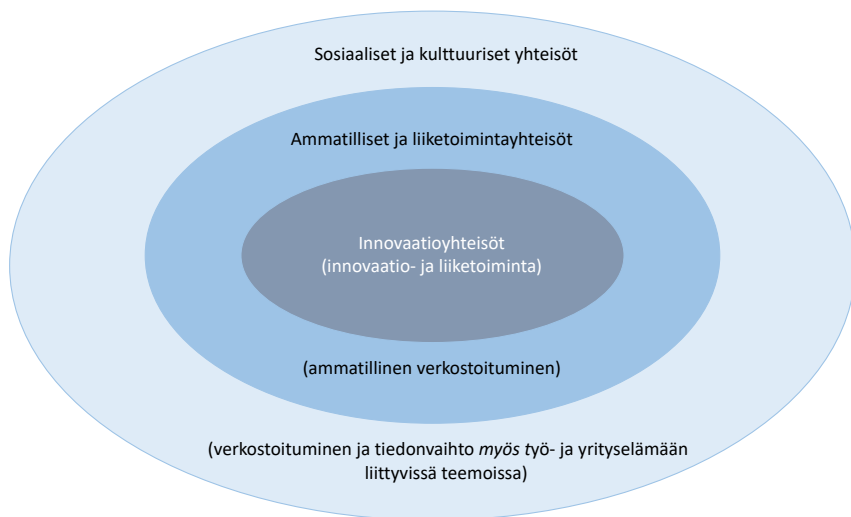 Sosiaaliset ja kulttuuriset yhteisöt
Ammatilliset ja liiketoimintayhteisöt
Innovaatioyhteisöt
(innovaatio- ja liiketoiminta)
(ammatillinen verkostoituminen)
(verkostoituminen ja tiedonvaihto myös työ- ja yrityselämään
liittyvissä teemoissa)